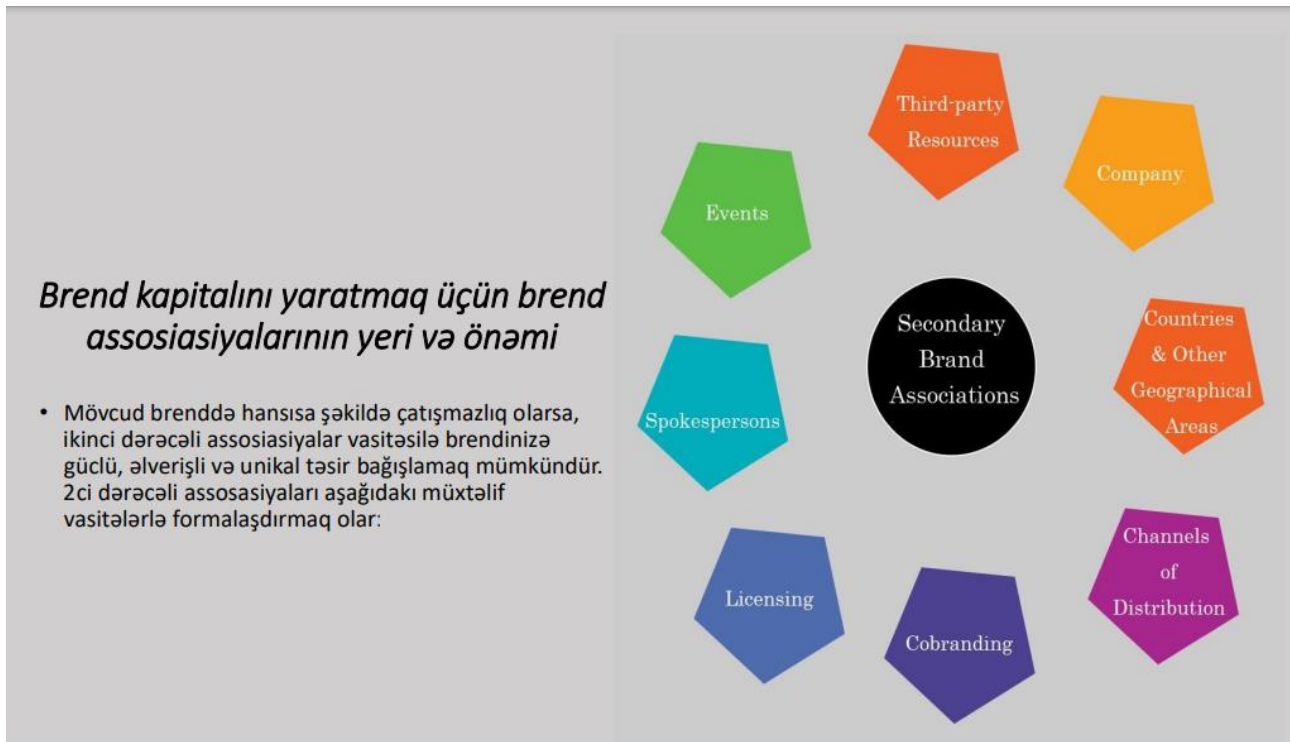 Brend kapitalını yaratmaq üçün brend
assosiasiyalarının yeri və önəmi
• Mövcud brenddə hansısa şəkildə çatışmazlıq olarsa,
ikinci dərəcəli assosiasiyalar vasitəsilə brendinizə
güclü, əlverişli və unikal təsir bağışlamaq mümkündür.
2ci dərəcəli assosasiyaları aşağıdakı müxtəlif
vasitələrlə formalaşdırmaq olar:
Third-party
Resources
Company
Countries
& Other
Geographical
Areas
Channels
of
Distribution
Cobranding
Licensing
Spokespersons
Events
Secondary
Brand
Associations